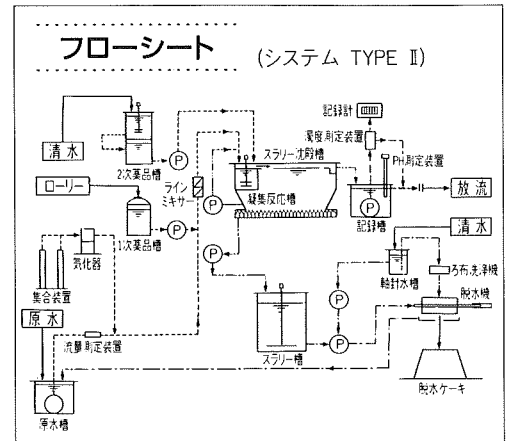 フローシート (システム TYPE Ⅱ)
記録計
濁度測定装置
清水
2次薬品槽
P
スラリー沈殿槽
PH測定装置
ローリー
ライン
ミキサー
P
凝集反応槽
P
記録槽
放流
清水
1次薬品槽
P
気化器
P
軸封水槽
ろ布洗浄機
集合装置
脱水機
原水
P
流量測定装置
スラリー槽
P
原水槽
脱水ケーキ